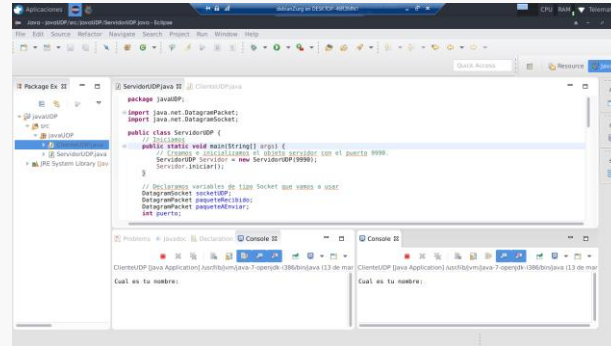 Aplicaciones
CPU RAM
Java - javaUDP/src/javaUDP/ServidorUDP.java - Eclipse
File Edit Source Refactor Navigate Search Project Run Window Help
Quick Access
Resource
Package Ex
ServidorUDP.java ClienteUDP.java
javaUDP
src
javaUDP
ClienteUDP.java
ServidorUDP.java
JRE System Library [jav
package javaUDP;
import java.net.DatagramPacket;
import java.net.DatagramSocket;
public class ServidorUDP {
// Iniciamos
public static void main(String[] args) {
// Creamos e inicializamos el objeto servidor con el puerto 9990.
ServidorUDP Servidor = new ServidorUDP(9990);
Servidor.iniciar();
}
// Declaramos variables de tipo Socket que vamos a usar
DatagramSocket socketUDP;
DatagramPacket paqueteRecibido;
DatagramPacket paqueteAEnviar;
int puerto;
Problems Javadoc Declaration Console
ClienteUDP [Java Application] /usr/lib/jvm/java-7-openjdk-i386/bin/java (13 de mar
Cual es tu nombre:
Console
ClienteUDP [Java Application] /usr/lib/jvm/java-7-openjdk-i386/bin/java (13 de mar
Cual es tu nombre: